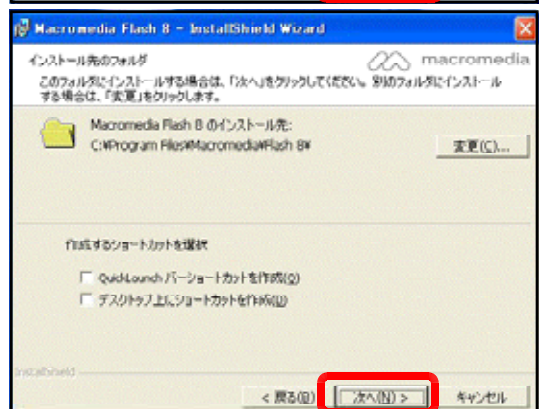 Macromedia Flash 8 - InstallShield Wizard
インストール先のフォルダ
macromedia
このフォルダにインストールする場合は、「次へ」をクリックしてください。別のフォルダにインストール
する場合は、「変更」をクリックします。
Macromedia Flash 8 のインストール先:
C:¥Program Files¥Macromedia¥Flash 8¥
変更(C)...
作成するショートカットを選択
QuickLaunch バーショートカットを作成(Q)
デスクトップ上にショートカットを作成(U)
InstallShield
< 戻る(B)
次へ(N) >
キャンセル